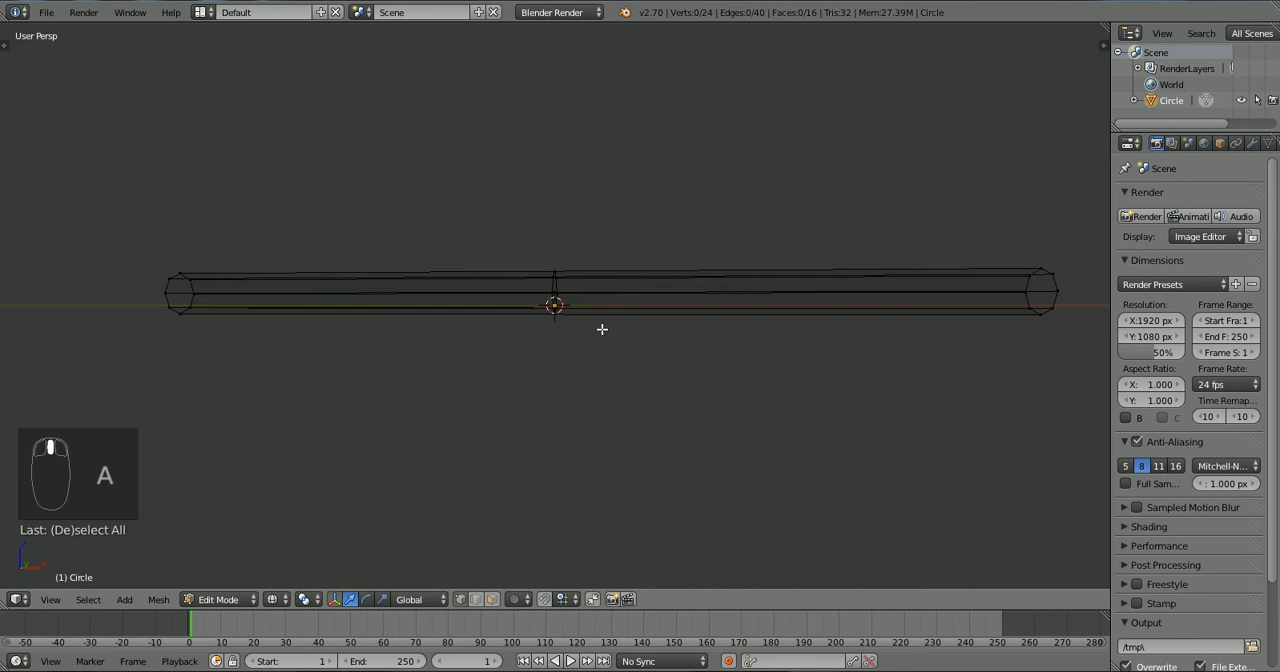 File Render Window Help Default Scene Blender Render v2.70 | Verts:0/24 | Edges:0/40 | Faces:0/16 | Tris:32 | Mem:27.39M | Circle
User Persp
View Search All Scenes
Scene
RenderLayers
World
Circle
Scene
Render
Render Animati Audio
Display: Image Editor
Dimensions
Render Presets
Resolution: Frame Range:
X:1920 px Start Fra:1
Y:1080 px End F: 250
50% Frame S: 1
Aspect Ratio: Frame Rate:
X: 1.000 24 fps
Y: 1.000 Time Remap...
B C 10 10
Anti-Aliasing
5 8 11 16 Mitchell-N...
Full Sam... : 1.000 px
Sampled Motion Blur
Shading
Performance
Post Processing
Freestyle
Stamp
Output
/tmp\
Overwrite File Exte..
A
Last: (De)select All
z
y x
(1) Circle
View Select Add Mesh Edit Mode Global
-50 -40 -30 -20 -10 0 10 20 30 40 50 60 70 80 90 100 110 120 130 140 150 160 170 180 190 200 210 220 230 240 250 260 270 280
View Marker Frame Playback Start: 1 End: 250 1 No Sync